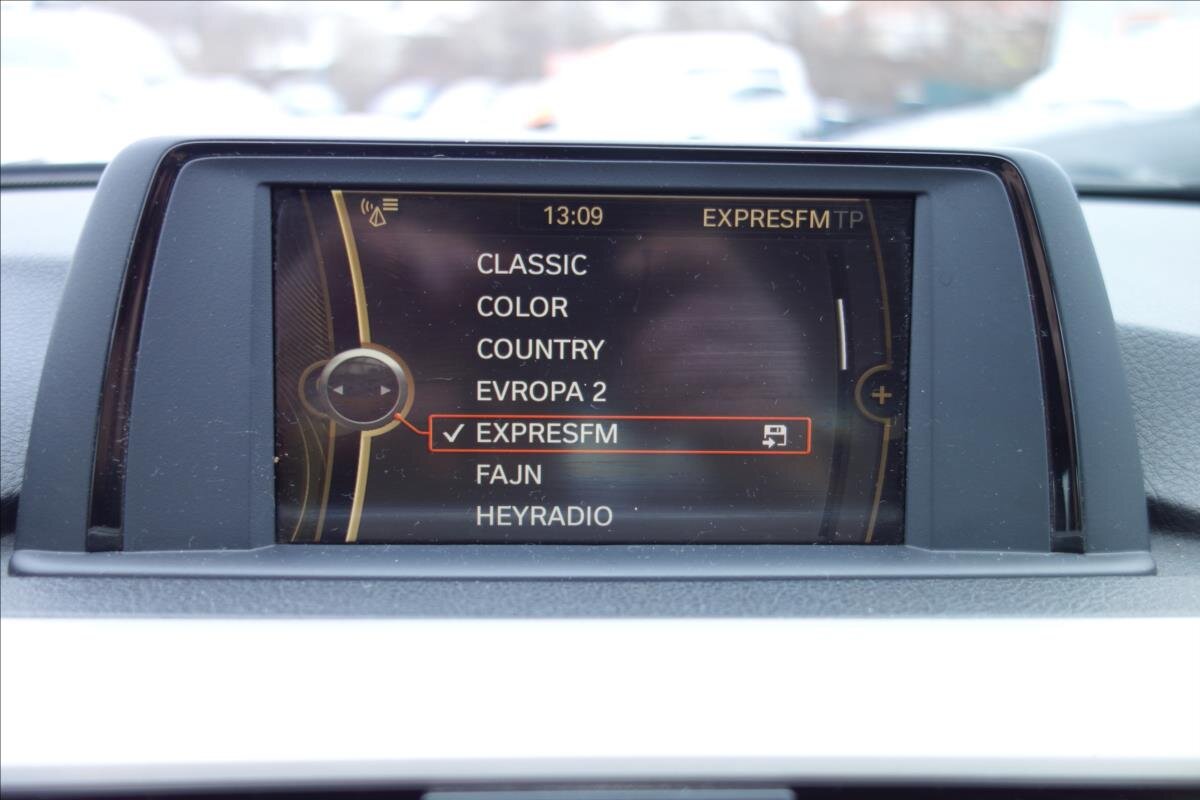 13:09 EXPRESFM TP
CLASSIC
COLOR
COUNTRY
EVROPA 2
EXPRESFM
FAJN
HEYRADIO